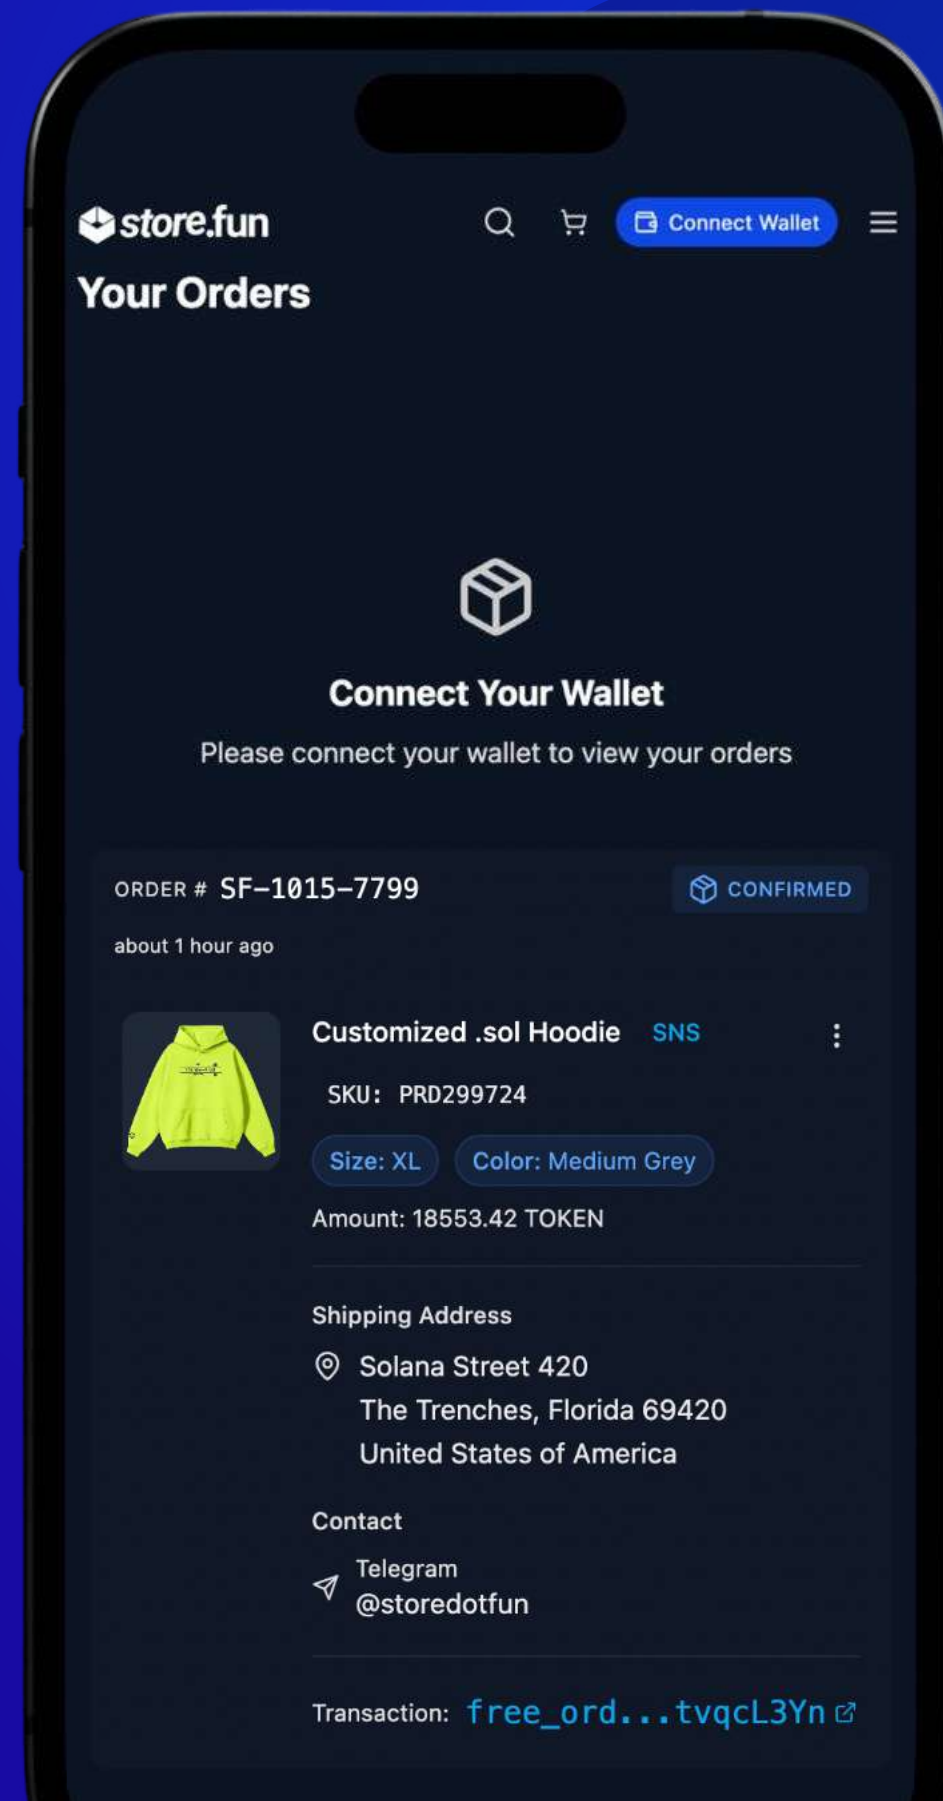 store.fun
Connect Wallet
Your Orders
Connect Your Wallet
Please connect your wallet to view your orders
ORDER # SF-1015-7799
CONFIRMED
about 1 hour ago
Customized .sol Hoodie SNS
SKU: PRD299724
Size: XL
Color: Medium Grey
Amount: 18553.42 TOKEN
Shipping Address
Solana Street 420
The Trenches, Florida 69420
United States of America
Contact
Telegram
@storedotfun
Transaction: free_ord...tvqcL3Yn